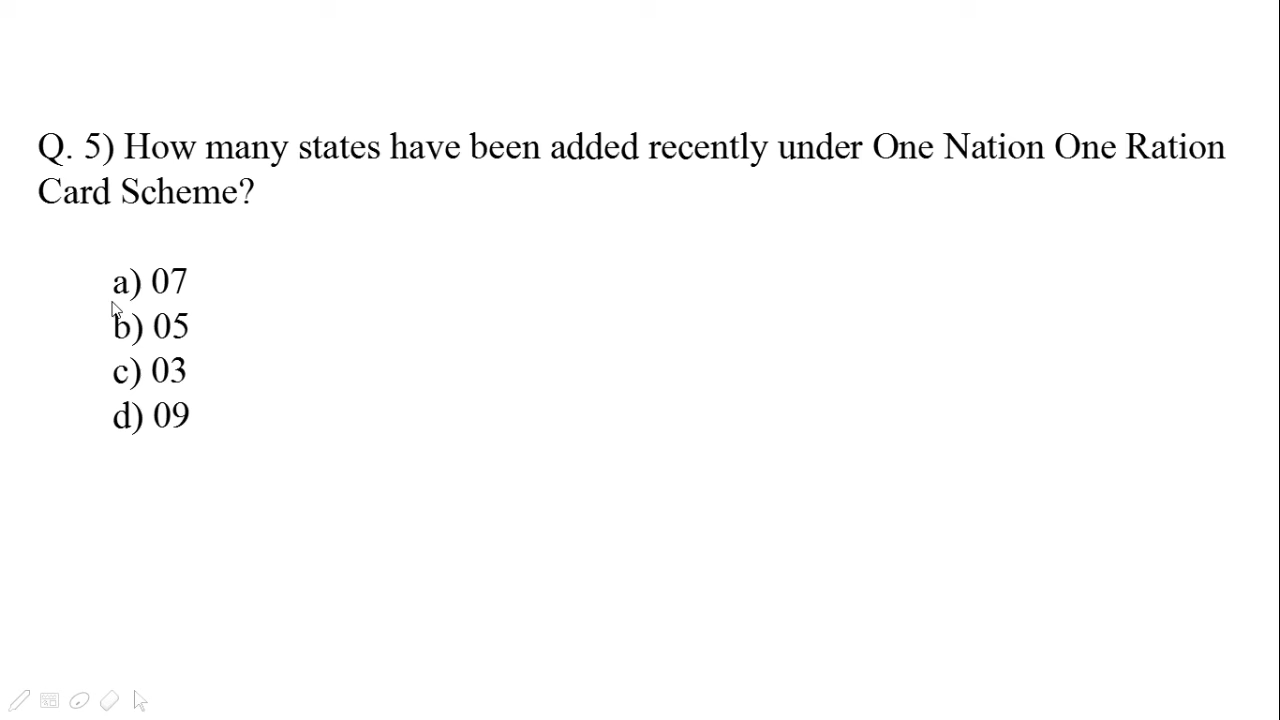 Q. 5) How many states have been added recently under One Nation One Ration
Card Scheme?
a) 07
b) 05
c) 03
d) 09